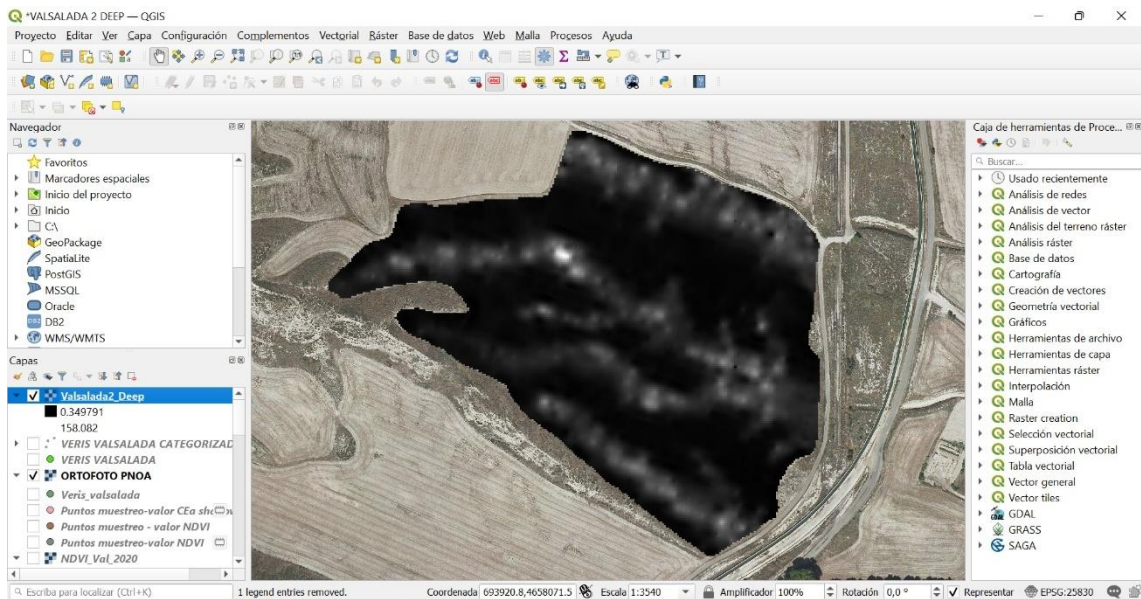 *VALSALADA 2 DEEP — QGIS
Proyecto Editar Ver Capa Configuración Complementos Vectorial Ráster Base de datos Web Malla Procesos Ayuda
Navegador
Favoritos
Marcadores espaciales
Inicio del proyecto
Inicio
C:\
GeoPackage
SpatiaLite
PostGIS
MSSQL
Oracle
DB2
WMS/WMTS
Capas
Valsalada2_Deep
0.349791
158.082
VERIS VALSALADA CATEGORIZAD
VERIS VALSALADA
ORTOFOTO PNOA
Veris_valsalada
Puntos muestreo-valor CEa
Puntos muestreo - valor NDVI
Puntos muestreo-valor NDVI
NDVI_Val_2020
Caja de herramientas de Proce...
Buscar...
Usado recientemente
Análisis de redes
Análisis de vector
Análisis del terreno ráster
Análisis ráster
Base de datos
Cartografía
Creación de vectores
Geometría vectorial
Gráficos
Herramientas de archivo
Herramientas de capa
Herramientas ráster
Interpolación
Malla
Raster creation
Selección vectorial
Superposición vectorial
Tabla vectorial
Vector general
Vector tiles
GDAL
GRASS
SAGA
Escriba para localizar (Ctrl+K) 1 legend entries removed. Coordenada 693920.8,4658071.5 Escala 1:3540 Amplificador 100% Rotación 0,0 ° Representar EPSG:25830